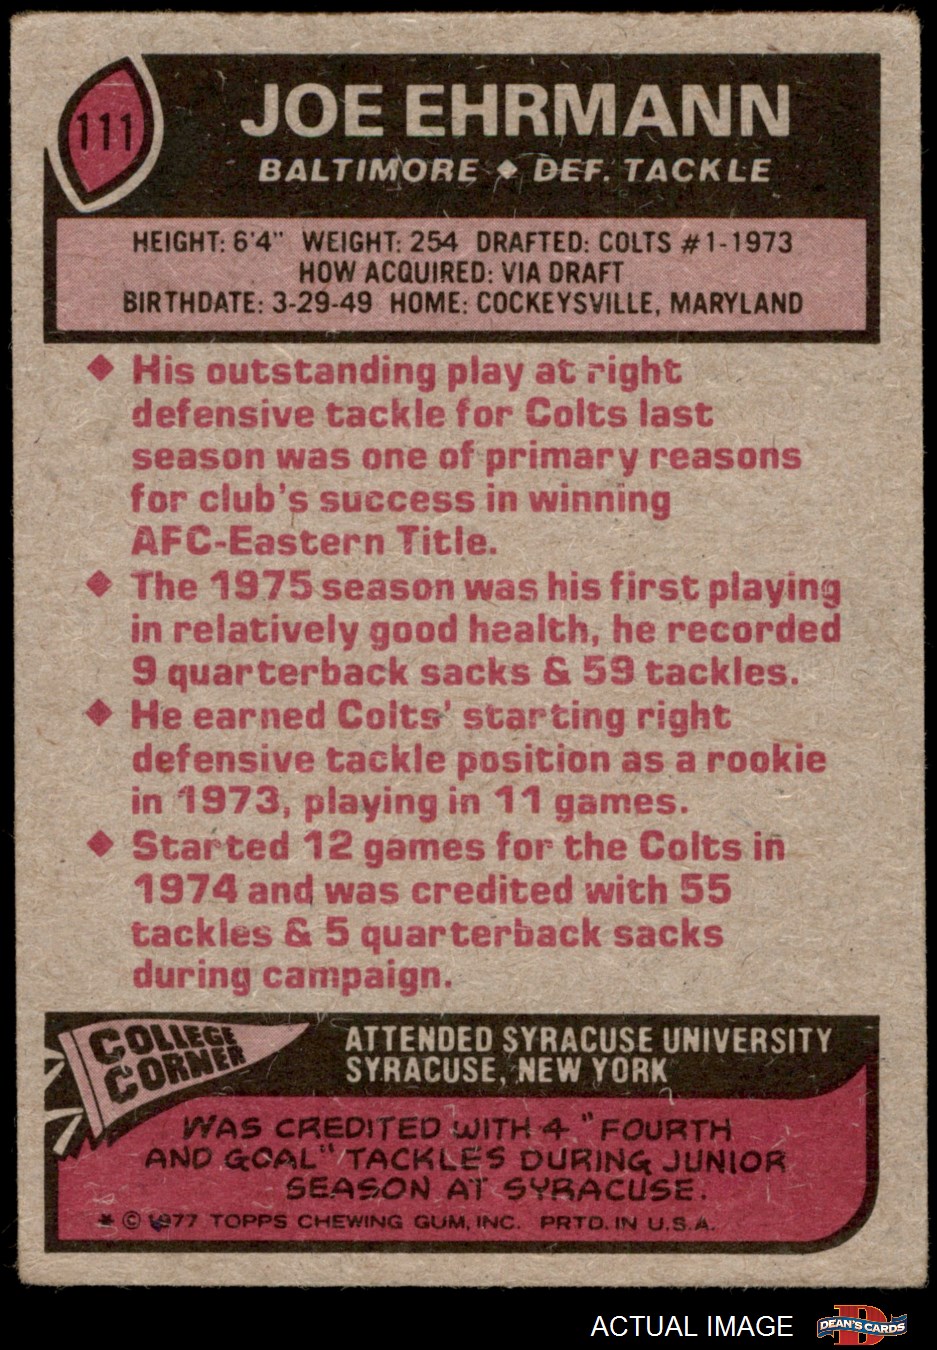 111
JOE EHRMANN
BALTIMORE ◆ DEF. TACKLE
HEIGHT: 6'4" WEIGHT: 254 DRAFTED: COLTS #1-1973
HOW ACQUIRED: VIA DRAFT
BIRTHDATE: 3-29-49 HOME: COCKEYSVILLE, MARYLAND
◆ His outstanding play at right
defensive tackle for Colts last
season was one of primary reasons
for club's success in winning
AFC-Eastern Title.
◆ The 1975 season was his first playing
in relatively good health, he recorded
9 quarterback sacks & 59 tackles.
◆ He earned Colts' starting right
defensive tackle position as a rookie
in 1973, playing in 11 games.
◆ Started 12 games for the Colts in
1974 and was credited with 55
tackles & 5 quarterback sacks
during campaign.
COLLEGE
CORNER
ATTENDED SYRACUSE UNIVERSITY
SYRACUSE, NEW YORK
WAS CREDITED WITH 4 "FOURTH
AND GOAL" TACKLES DURING JUNIOR
SEASON AT SYRACUSE.
* © 1977 TOPPS CHEWING GUM, INC. PRTD. IN U.S.A.
ACTUAL IMAGE
D
DEAN'S CARDS